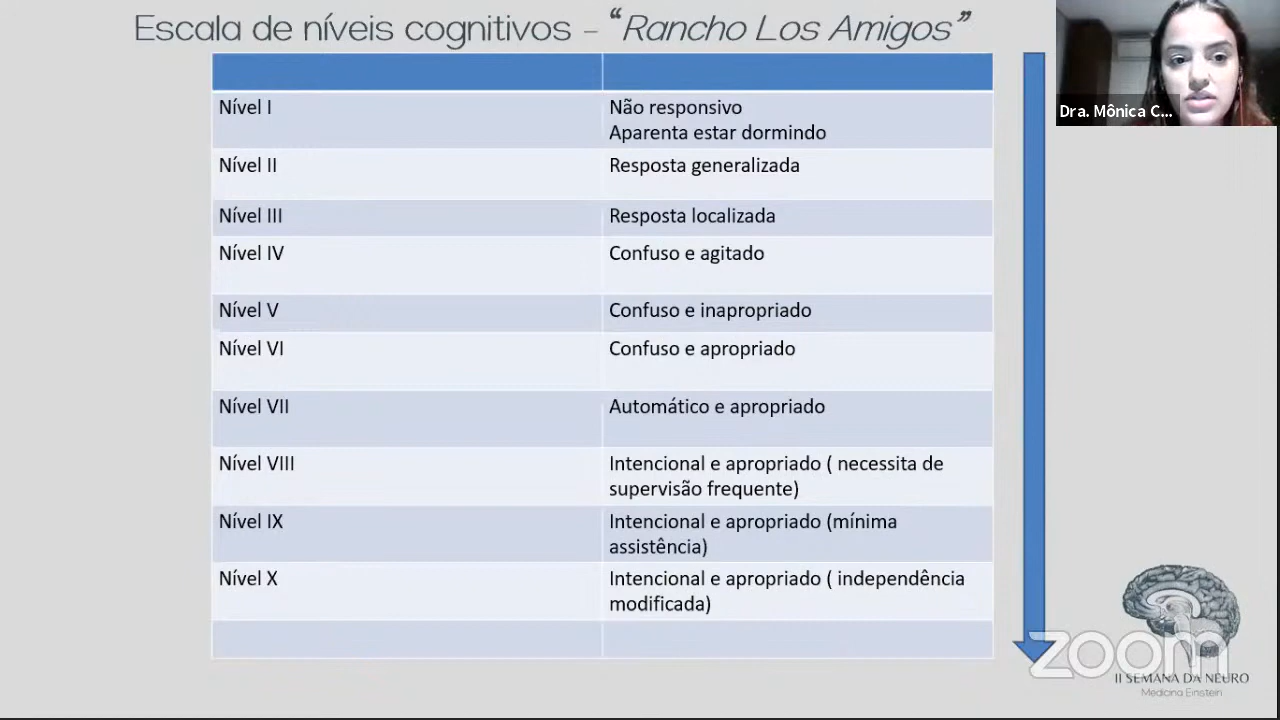 Escala de níveis cognitivos – “Rancho Los Amigos”
Dra. Mônica C...
Nível I
Não responsivo
Aparenta estar dormindo
Nível II
Resposta generalizada
Nível III
Resposta localizada
Nível IV
Confuso e agitado
Nível V
Confuso e inapropriado
Nível VI
Confuso e apropriado
Nível VII
Automático e apropriado
Nível VIII
Intencional e apropriado ( necessita de
supervisão frequente)
Nível IX
Intencional e apropriado (mínima
assistência)
Nível X
Intencional e apropriado ( independência
modificada)
zoom
II SEMANA DA NEURO
Medicina Einstein